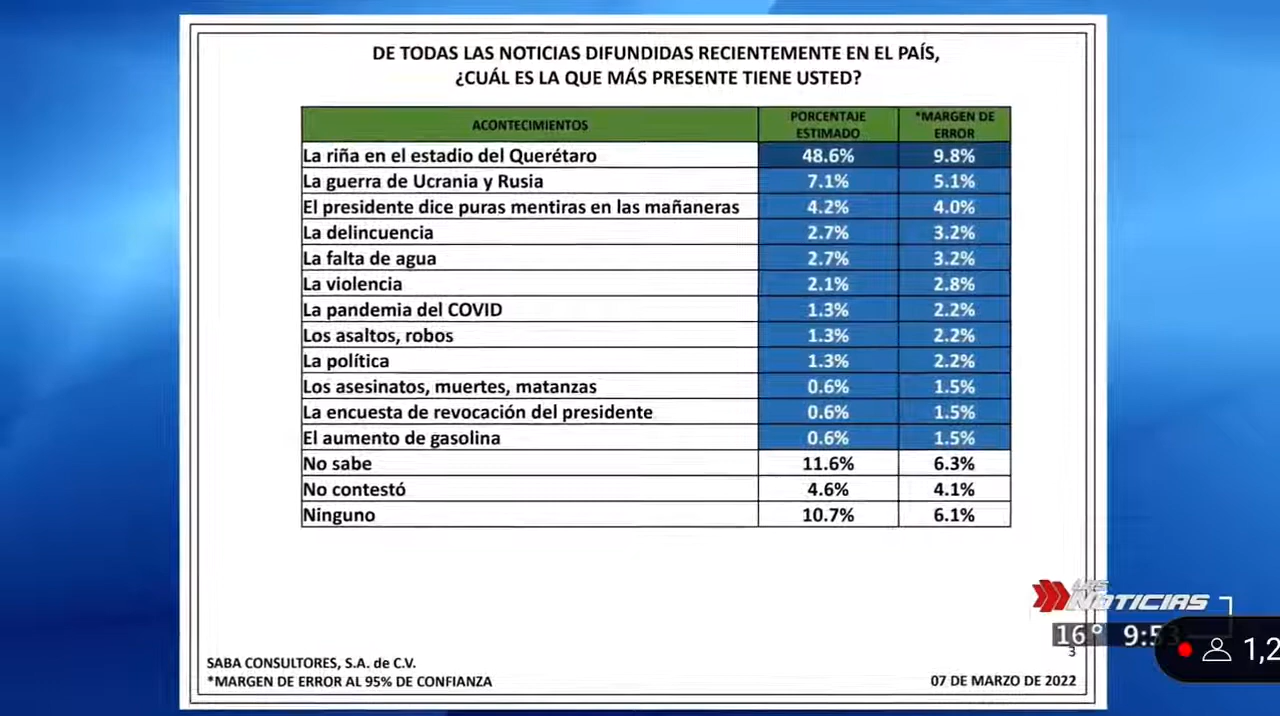 DE TODAS LAS NOTICIAS DIFUNDIDAS RECIENTEMENTE EN EL PAÍS,
¿CUÁL ES LA QUE MÁS PRESENTE TIENE USTED?
ACONTECIMIENTOS PORCENTAJE ESTIMADO *MARGEN DE ERROR
La riña en el estadio del Querétaro 48.6% 9.8%
La guerra de Ucrania y Rusia 7.1% 5.1%
El presidente dice puras mentiras en las mañaneras 4.2% 4.0%
La delincuencia 2.7% 3.2%
La falta de agua 2.7% 3.2%
La violencia 2.1% 2.8%
La pandemia del COVID 1.3% 2.2%
Los asaltos, robos 1.3% 2.2%
La política 1.3% 2.2%
Los asesinatos, muertes, matanzas 0.6% 1.5%
La encuesta de revocación del presidente 0.6% 1.5%
El aumento de gasolina 0.6% 1.5%
No sabe 11.6% 6.3%
No contestó 4.6% 4.1%
Ninguno 10.7% 6.1%
LAS
NOTICIAS
16° 9:53
3
1,2
SABA CONSULTORES, S.A. de C.V.
*MARGEN DE ERROR AL 95% DE CONFIANZA
07 DE MARZO DE 2022